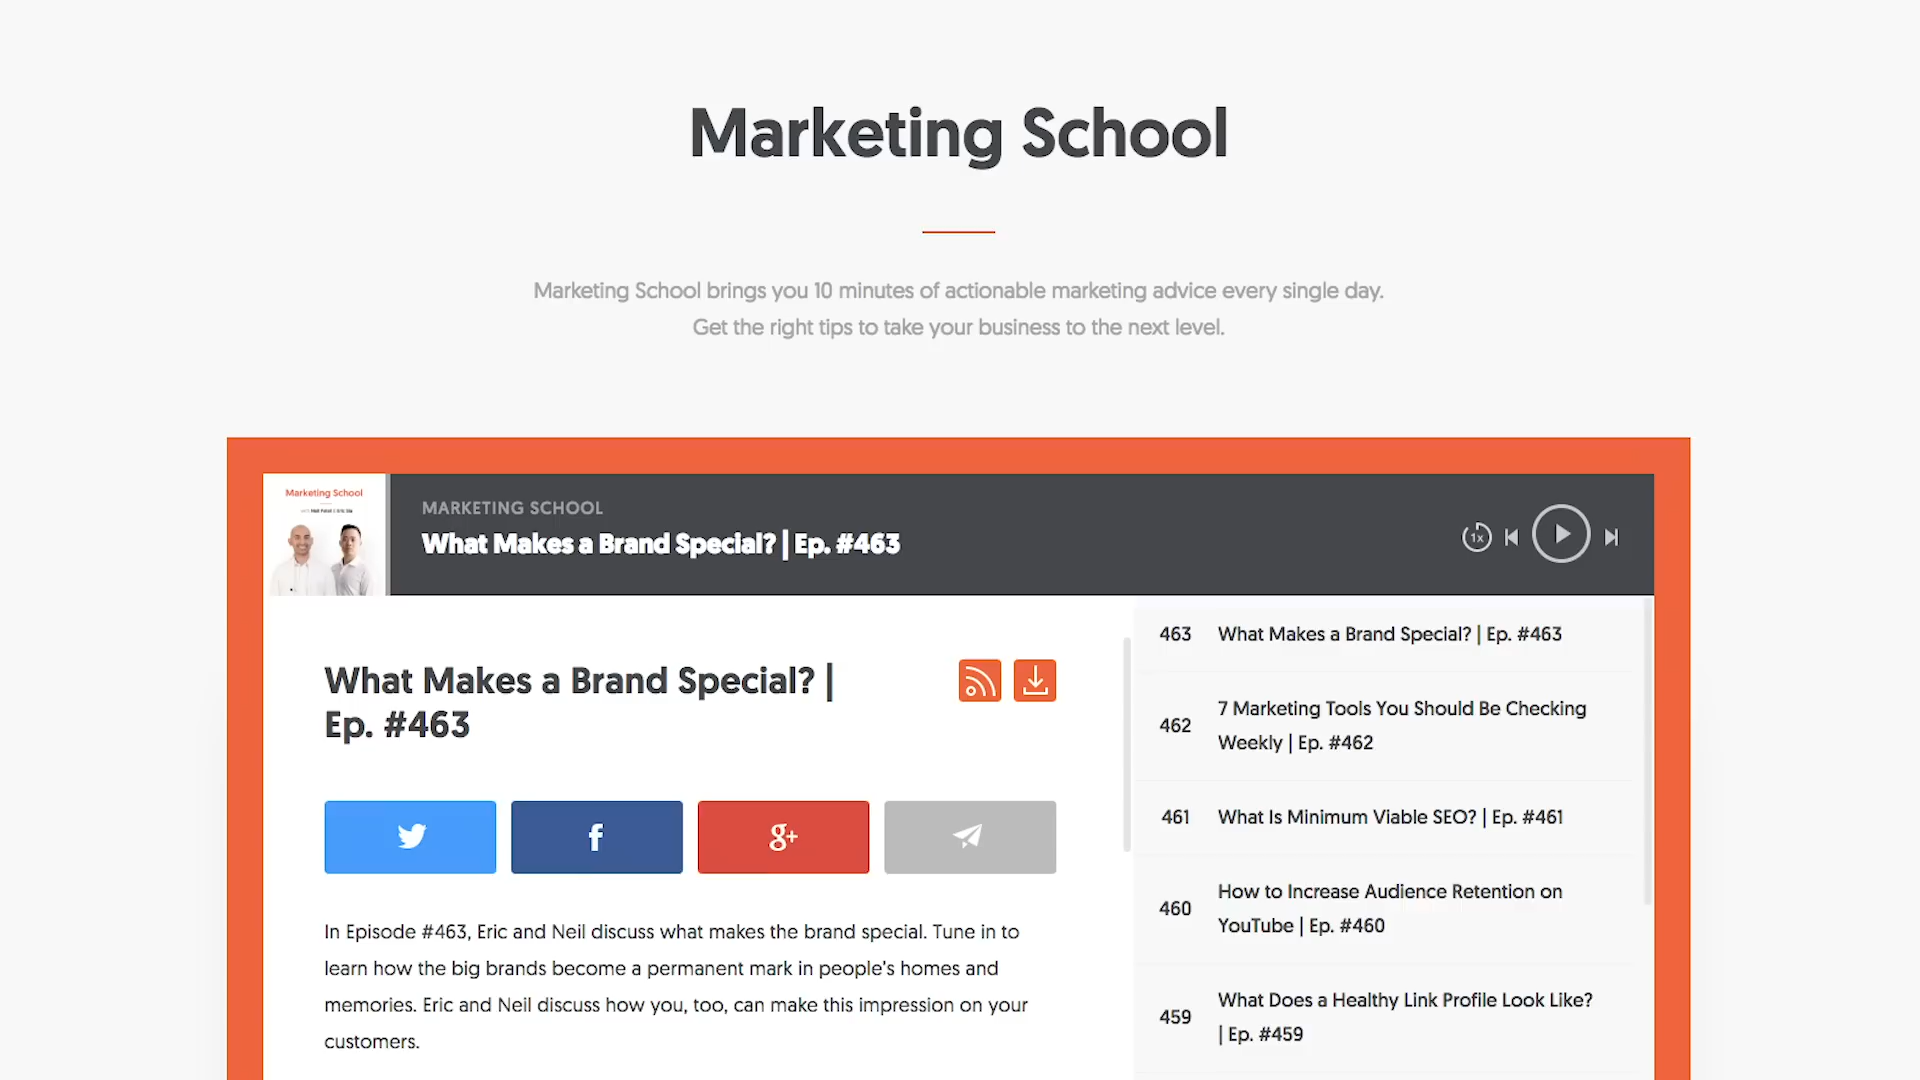 Marketing School
Marketing School brings you 10 minutes of actionable marketing advice every single day.
Get the right tips to take your business to the next level.
Marketing School
with Neil Patel & Eric Siu
MARKETING SCHOOL
What Makes a Brand Special? | Ep. #463
1x
What Makes a Brand Special? |
Ep. #463
f
g+
In Episode #463, Eric and Neil discuss what makes the brand special. Tune in to
learn how the big brands become a permanent mark in people's homes and
memories. Eric and Neil discuss how you, too, can make this impression on your
customers.
463 What Makes a Brand Special? | Ep. #463
462 7 Marketing Tools You Should Be Checking
Weekly | Ep. #462
461 What Is Minimum Viable SEO? | Ep. #461
460 How to Increase Audience Retention on
YouTube | Ep. #460
459 What Does a Healthy Link Profile Look Like?
| Ep. #459